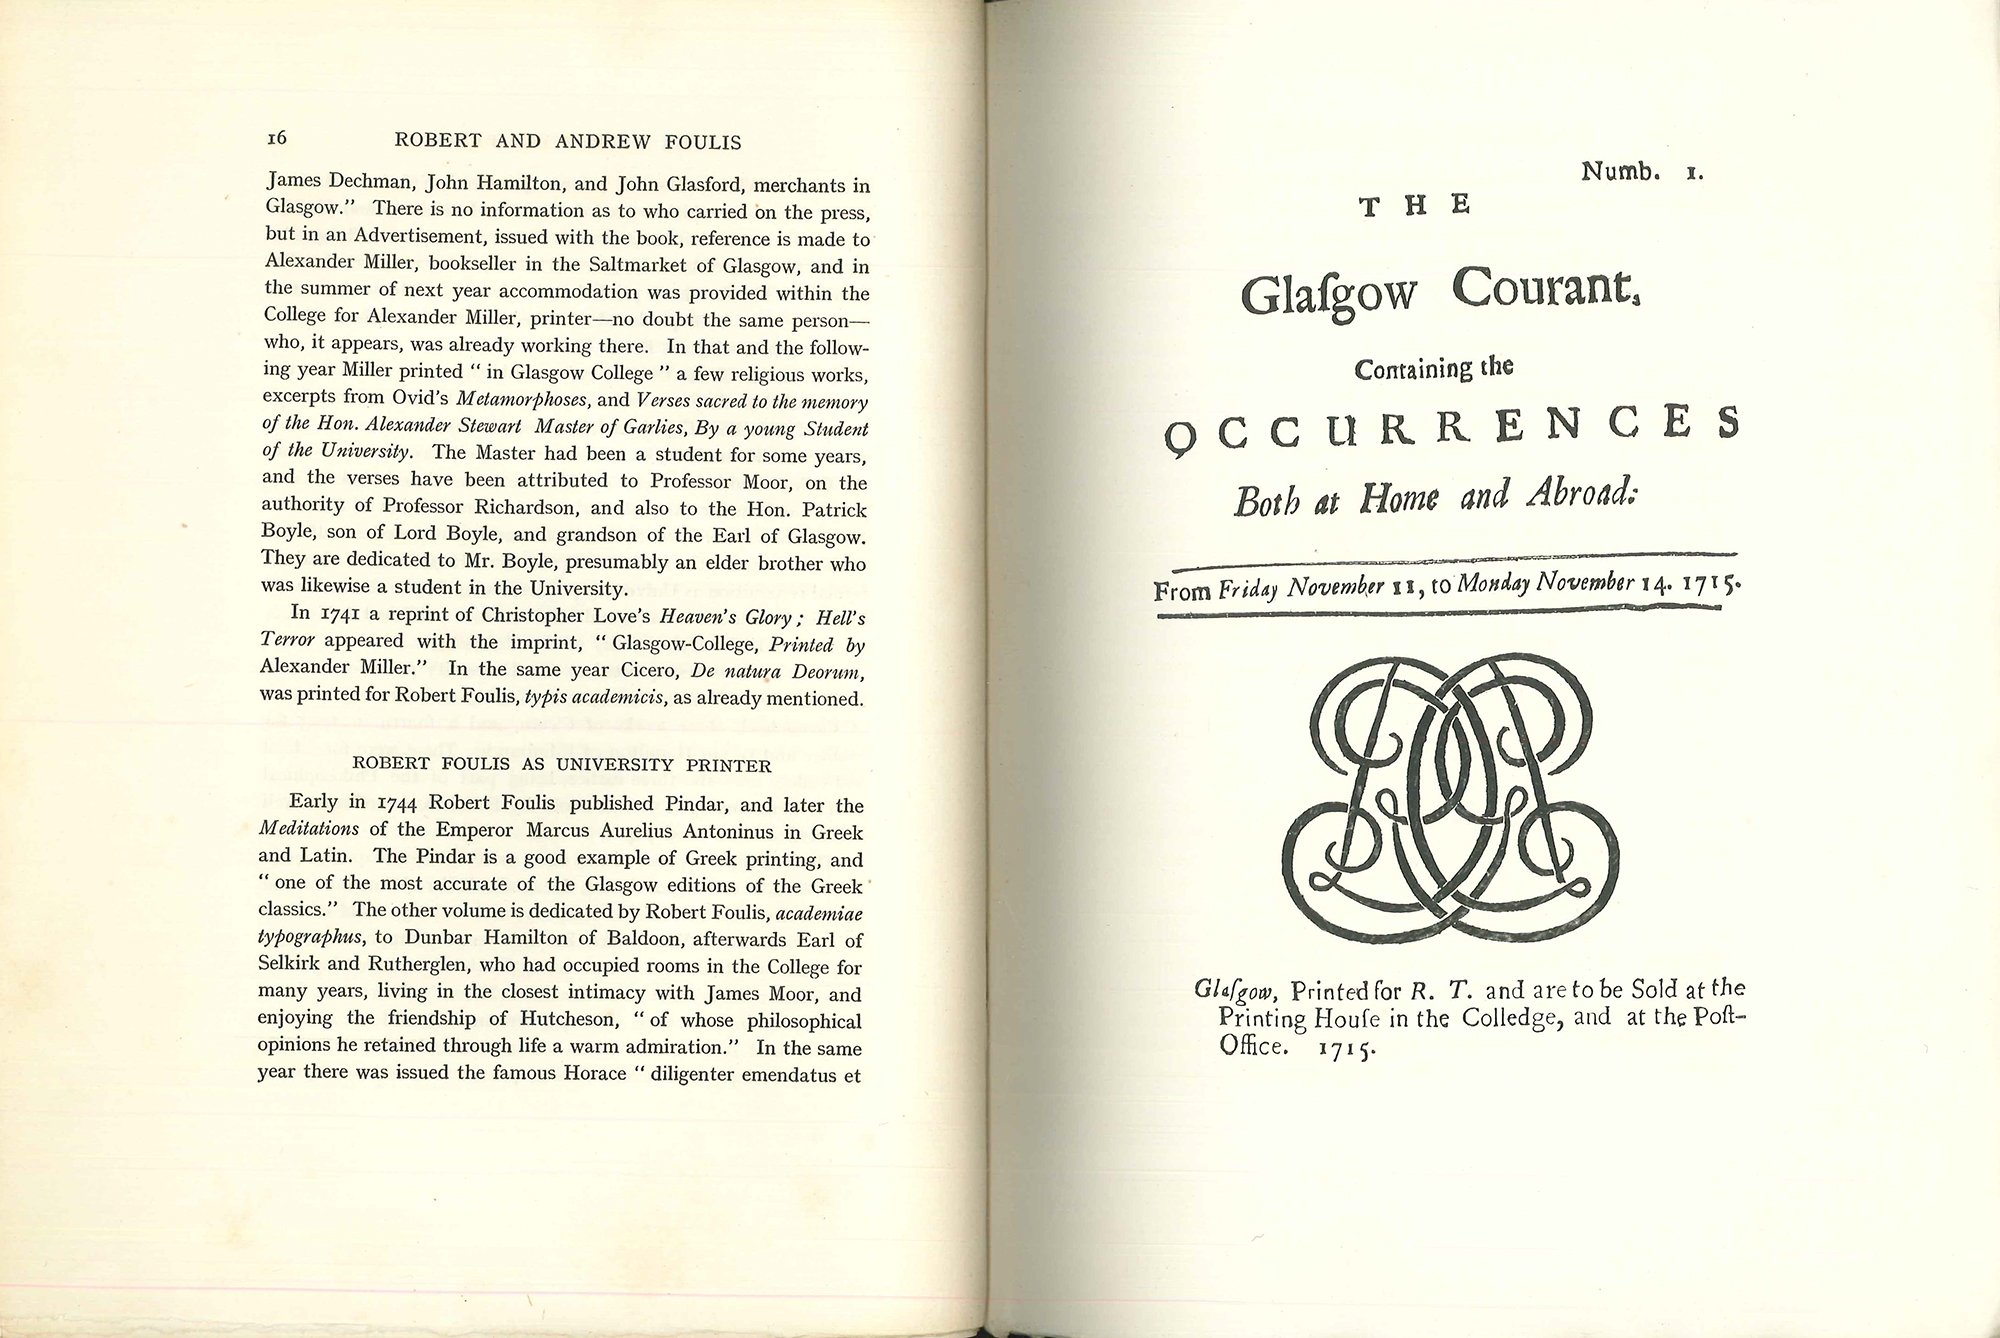 16 ROBERT AND ANDREW FOULIS
James Dechman, John Hamilton, and John Glasford, merchants in
Glasgow.” There is no information as to who carried on the press,
but in an Advertisement, issued with the book, reference is made to
Alexander Miller, bookseller in the Saltmarket of Glasgow, and in
the summer of next year accommodation was provided within the
College for Alexander Miller, printer—no doubt the same person—
who, it appears, was already working there. In that and the follow-
ing year Miller printed “ in Glasgow College ” a few religious works,
excerpts from Ovid's Metamorphoses, and Verses sacred to the memory
of the Hon. Alexander Stewart Master of Garlies, By a young Student
of the University. The Master had been a student for some years,
and the verses have been attributed to Professor Moor, on the
authority of Professor Richardson, and also to the Hon. Patrick
Boyle, son of Lord Boyle, and grandson of the Earl of Glasgow.
They are dedicated to Mr. Boyle, presumably an elder brother who
was likewise a student in the University.
In 1741 a reprint of Christopher Love's Heaven's Glory; Hell's
Terror appeared with the imprint, “ Glasgow-College, Printed by
Alexander Miller.” In the same year Cicero, De natura Deorum,
was printed for Robert Foulis, typis academicis, as already mentioned.
ROBERT FOULIS AS UNIVERSITY PRINTER
Early in 1744 Robert Foulis published Pindar, and later the
Meditations of the Emperor Marcus Aurelius Antoninus in Greek
and Latin. The Pindar is a good example of Greek printing, and
“ one of the most accurate of the Glasgow editions of the Greek
classics.” The other volume is dedicated by Robert Foulis, academiae
typographus, to Dunbar Hamilton of Baldoon, afterwards Earl of
Selkirk and Rutherglen, who had occupied rooms in the College for
many years, living in the closest intimacy with James Moor, and
enjoying the friendship of Hutcheson, “ of whose philosophical
opinions he retained through life a warm admiration.” In the same
year there was issued the famous Horace “ diligenter emendatus et
Numb. 1.
THE
Glaſgow Courant,
Containing the
OCCURRENCES
Both at Home and Abroad:
From Friday November 11, to Monday November 14. 1715.
Glaſgow, Printed for R. T. and are to be Sold at the
Printing Houſe in the Colledge, and at the Poſt-
Office. 1715.